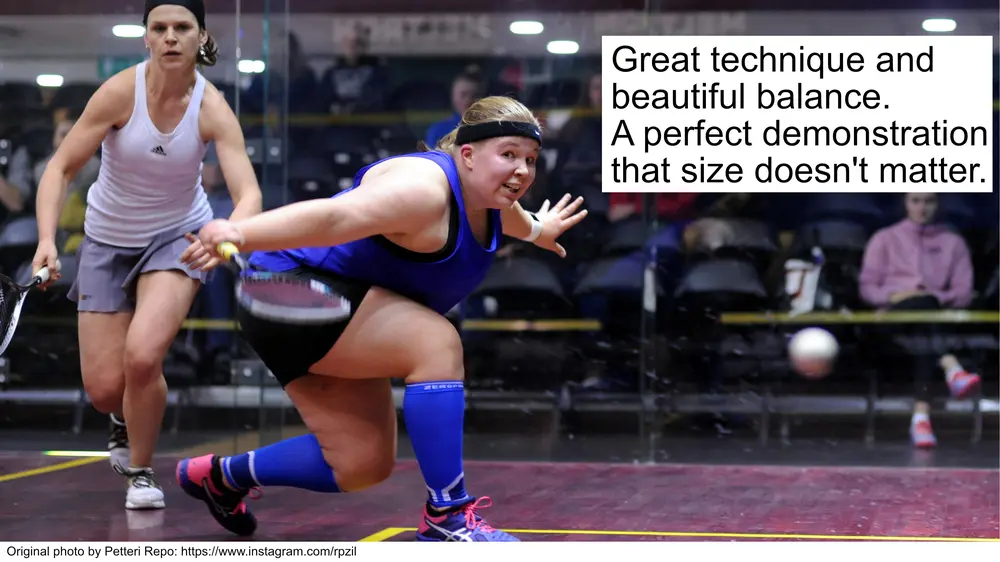 Great technique and
beautiful balance.
A perfect demonstration
that size doesn't matter.
adidas
Original photo by Petteri Repo: https://www.instagram.com/rpzil